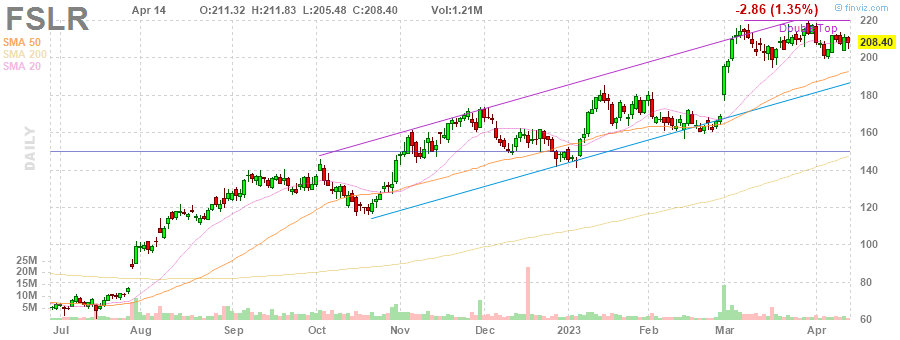 FSLR
Apr 14 O:211.32 H:211.83 L:205.48 C:208.40 Vol:1.21M
-2.86 (1.35%)
© finviz.com
SMA 50
SMA 200
SMA 20
Double Top
DAILY
220
208.40
200
180
160
140
120
100
80
60
25M
20M
15M
10M
5M
Jul Aug Sep Oct Nov Dec 2023 Feb Mar Apr